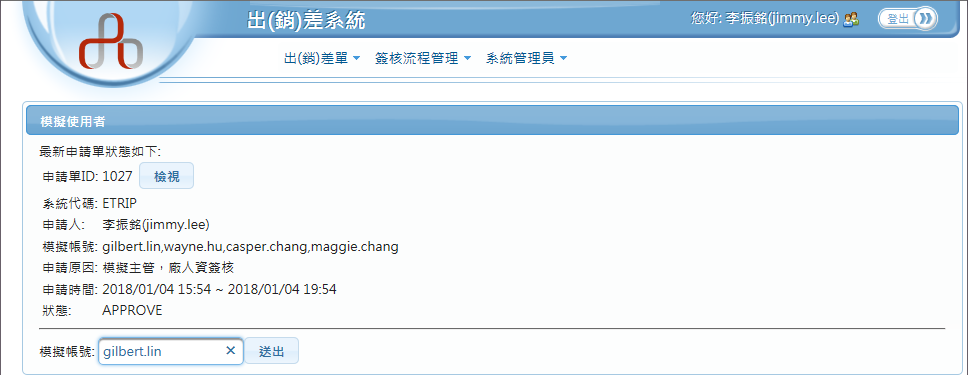 出(銷)差系統
您好: 李振銘(jimmy.lee)
登出
出(銷)差單 簽核流程管理 系統管理員
模擬使用者
最新申請單狀態如下:
申請單ID: 1027 檢視
系統代碼: ETRIP
申請人: 李振銘(jimmy.lee)
模擬帳號: gilbert.lin,wayne.hu,casper.chang,maggie.chang
申請原因: 模擬主管，廠人資簽核
申請時間: 2018/01/04 15:54 ~ 2018/01/04 19:54
狀態: APPROVE
模擬帳號: gilbert.lin 送出